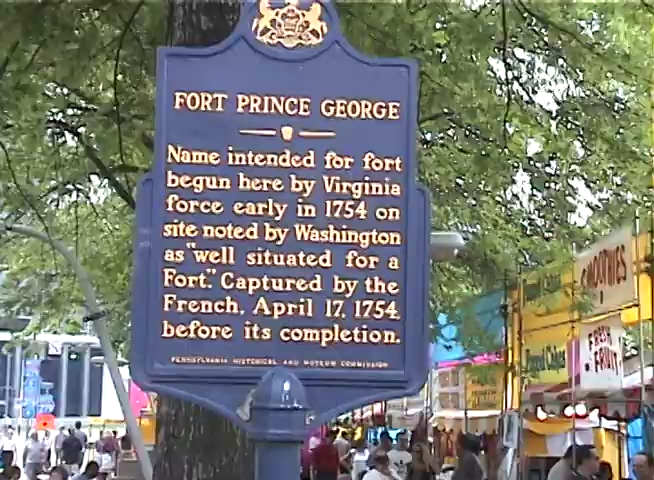 FORT PRINCE GEORGE
Name intended for fort
begun here by Virginia
force early in 1754 on
site noted by Washington
as "well situated for a
Fort." Captured by the
French, April 17, 1754,
before its completion.
PENNSYLVANIA HISTORICAL AND MUSEUM COMMISSION
SMOOTHIES
FRESH
FRUIT